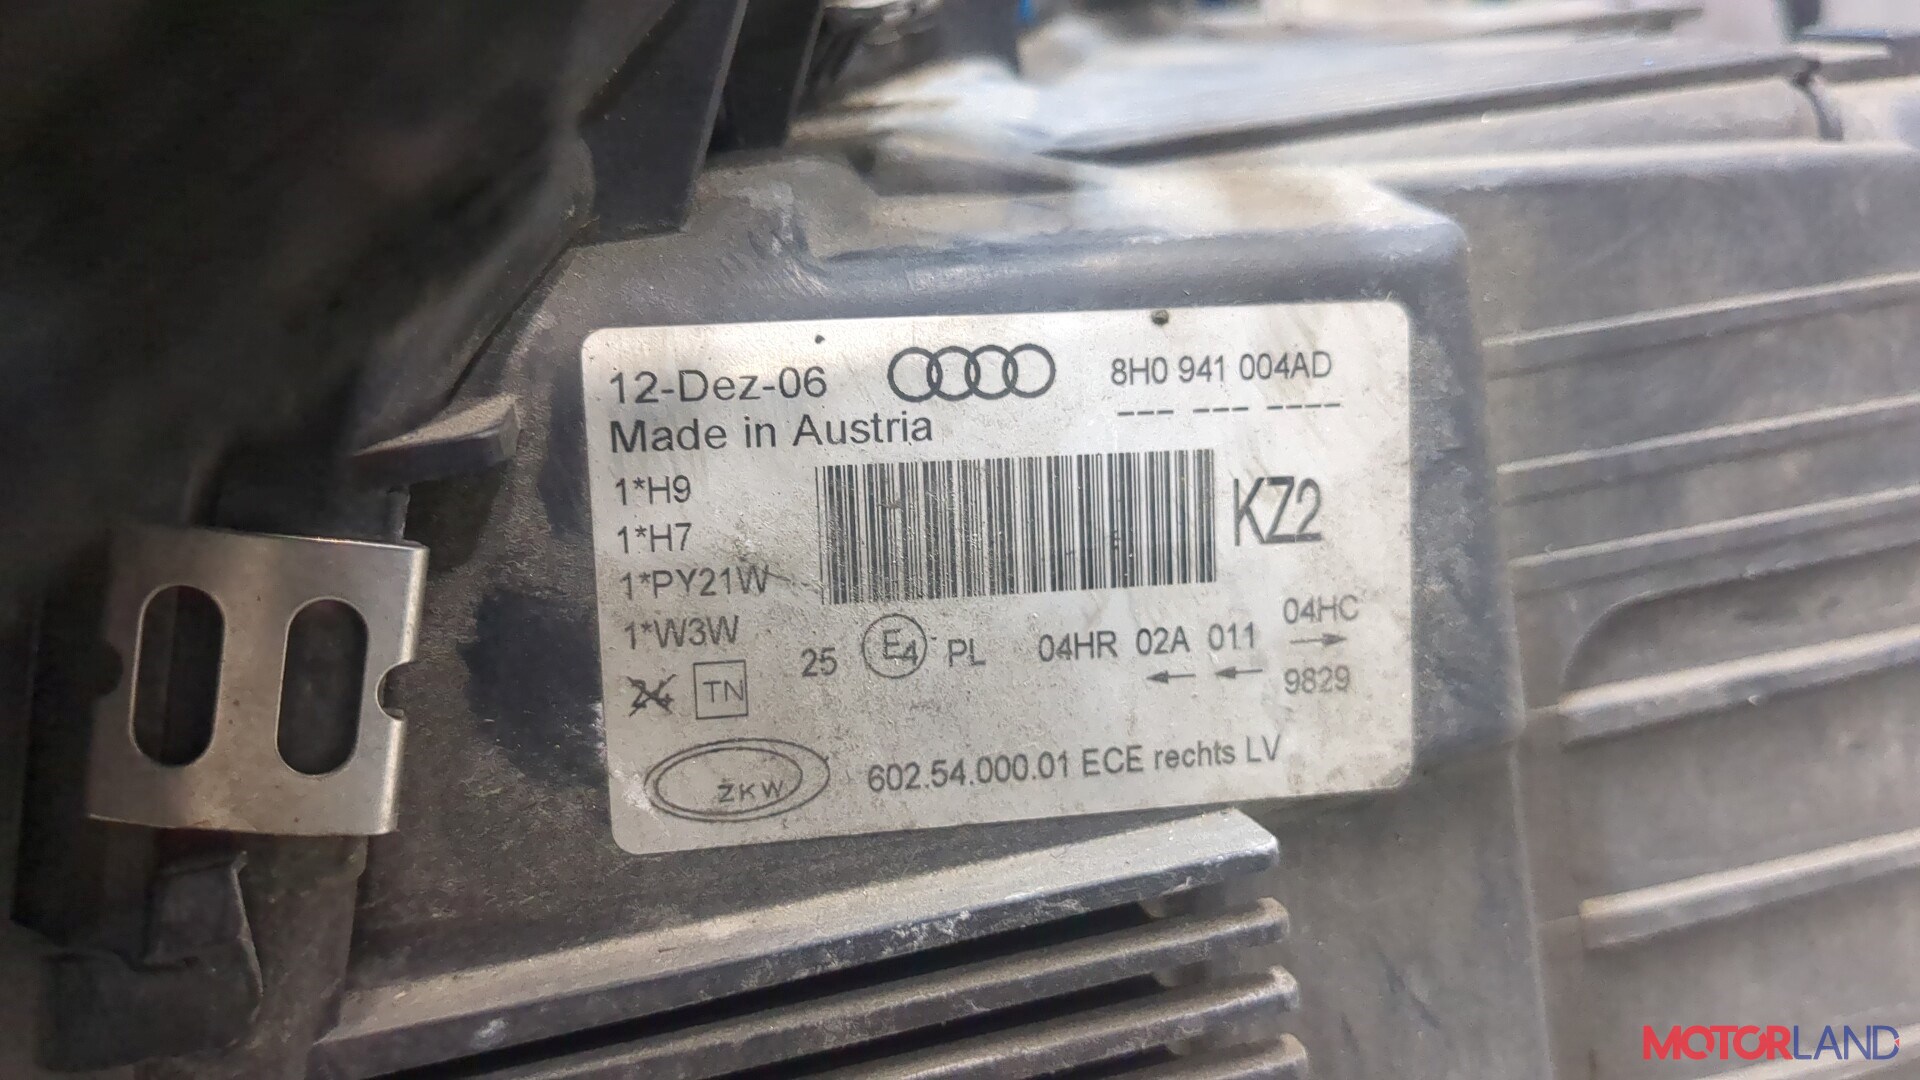 12-Dez-06
8H0 941 004AD
--- --- ----
Made in Austria
1*H9
1*H7
1*PY21W
1*W3W
KZ2
24 TN
25 E4 PL 04HR 02A 011 04HC
9829
ZKW
602.54.000.01 ECE rechts LV
MOTORLAND